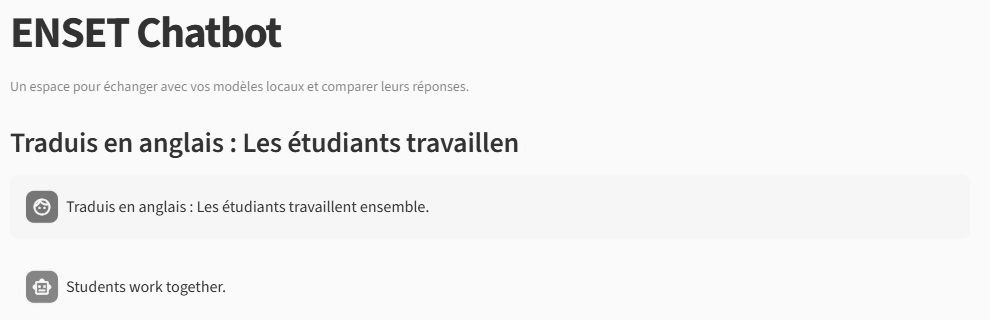 ENSET Chatbot
Un espace pour échanger avec vos modèles locaux et comparer leurs réponses.
Traduis en anglais : Les étudiants travaillen
Traduis en anglais : Les étudiants travaillent ensemble.
Students work together.